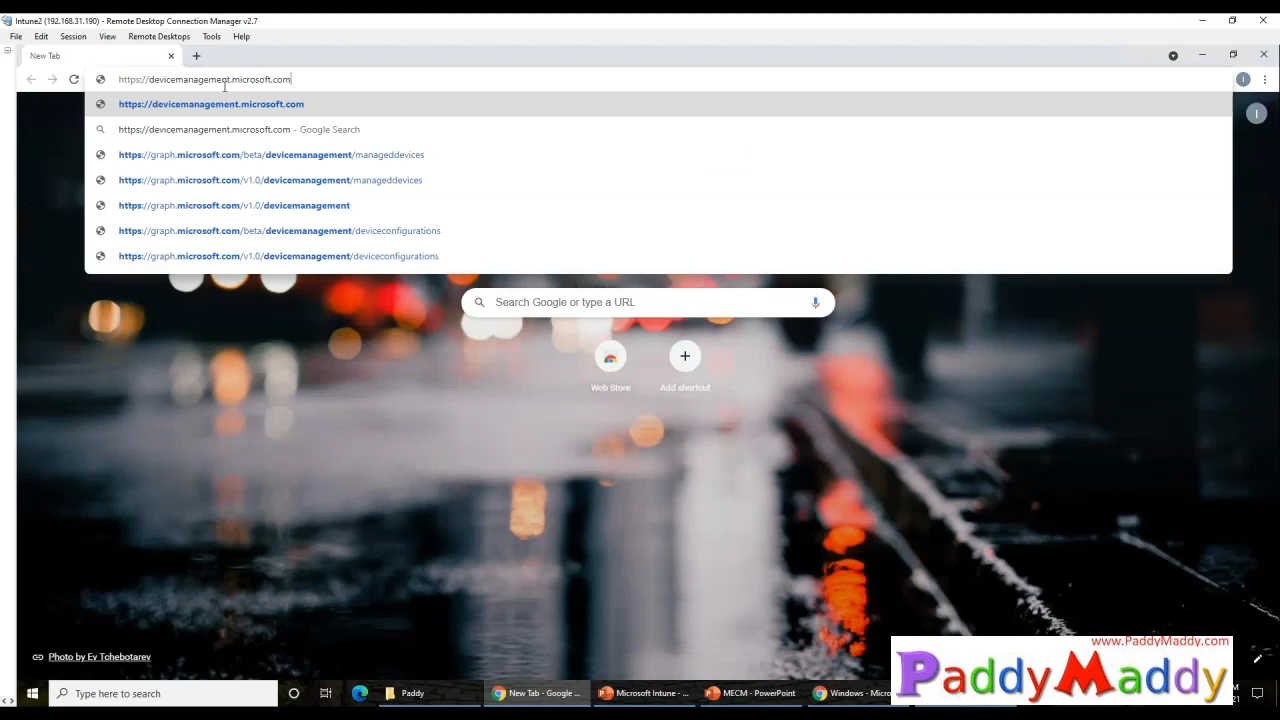 Intune2 (192.168.31.190) - Remote Desktop Connection Manager v2.7
File Edit Session View Remote Desktops Tools Help
New Tab
https://devicemanagement.microsoft.com
I
https://devicemanagement.microsoft.com
https://devicemanagement.microsoft.com - Google Search
https://graph.microsoft.com/beta/devicemanagement/manageddevices
https://graph.microsoft.com/v1.0/devicemanagement/manageddevices
https://graph.microsoft.com/v1.0/devicemanagement
https://graph.microsoft.com/beta/devicemanagement/deviceconfigurations
https://graph.microsoft.com/v1.0/devicemanagement/deviceconfigurations
I
Search Google or type a URL
Web Store Add shortcut
Photo by Ev Tchebotarev
www.PaddyMaddy.com
PaddyMaddy
Type here to search Paddy New Tab - Google ... Microsoft Intune - ... MECM - PowerPoint Windows - Micro